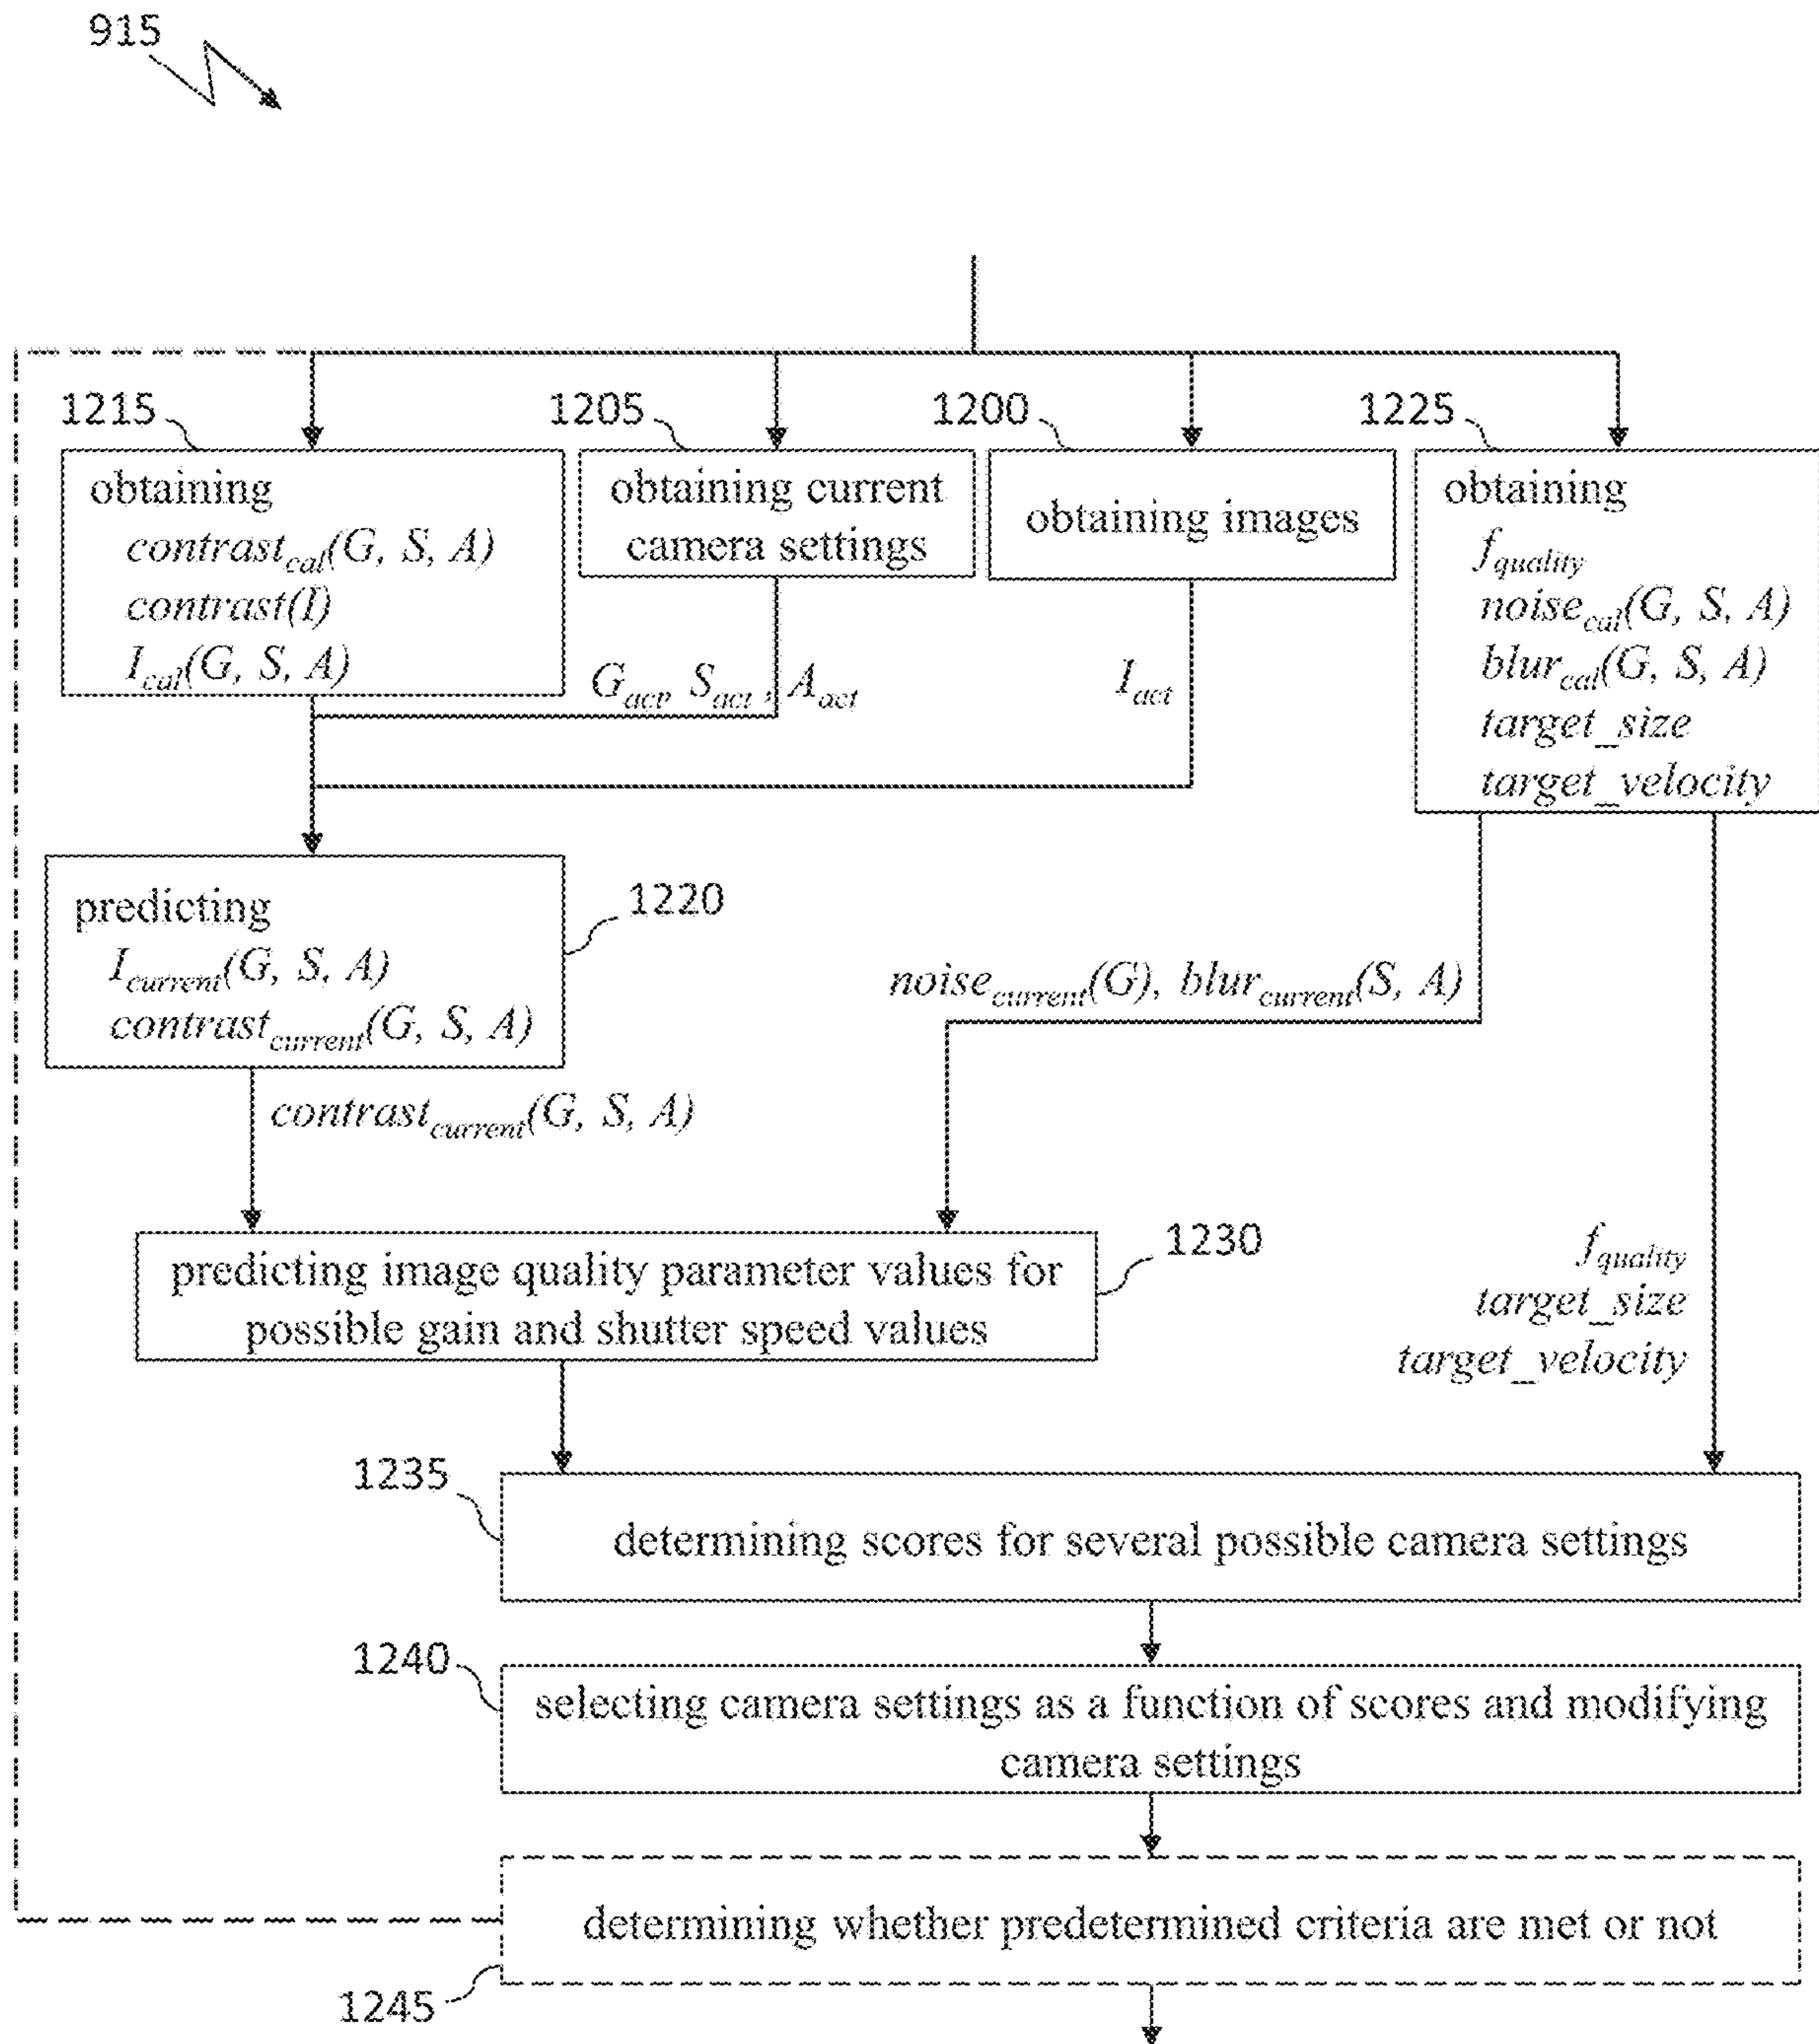 915
1215
1205
1200
1225
obtaining
contrast_cal(G, S, A)
contrast(I)
I_cal(G, S, A)
obtaining current
camera settings
obtaining images
obtaining
f_quality
noise_cal(G, S, A)
blur_cal(G, S, A)
target_size
target_velocity
G_act, S_act, A_act
I_act
predicting
I_current(G, S, A)
contrast_current(G, S, A)
1220
noise_current(G), blur_current(S, A)
contrast_current(G, S, A)
predicting image quality parameter values for
possible gain and shutter speed values
1230
f_quality
target_size
target_velocity
1235
determining scores for several possible camera settings
1240
selecting camera settings as a function of scores and modifying
camera settings
determining whether predetermined criteria are met or not
1245